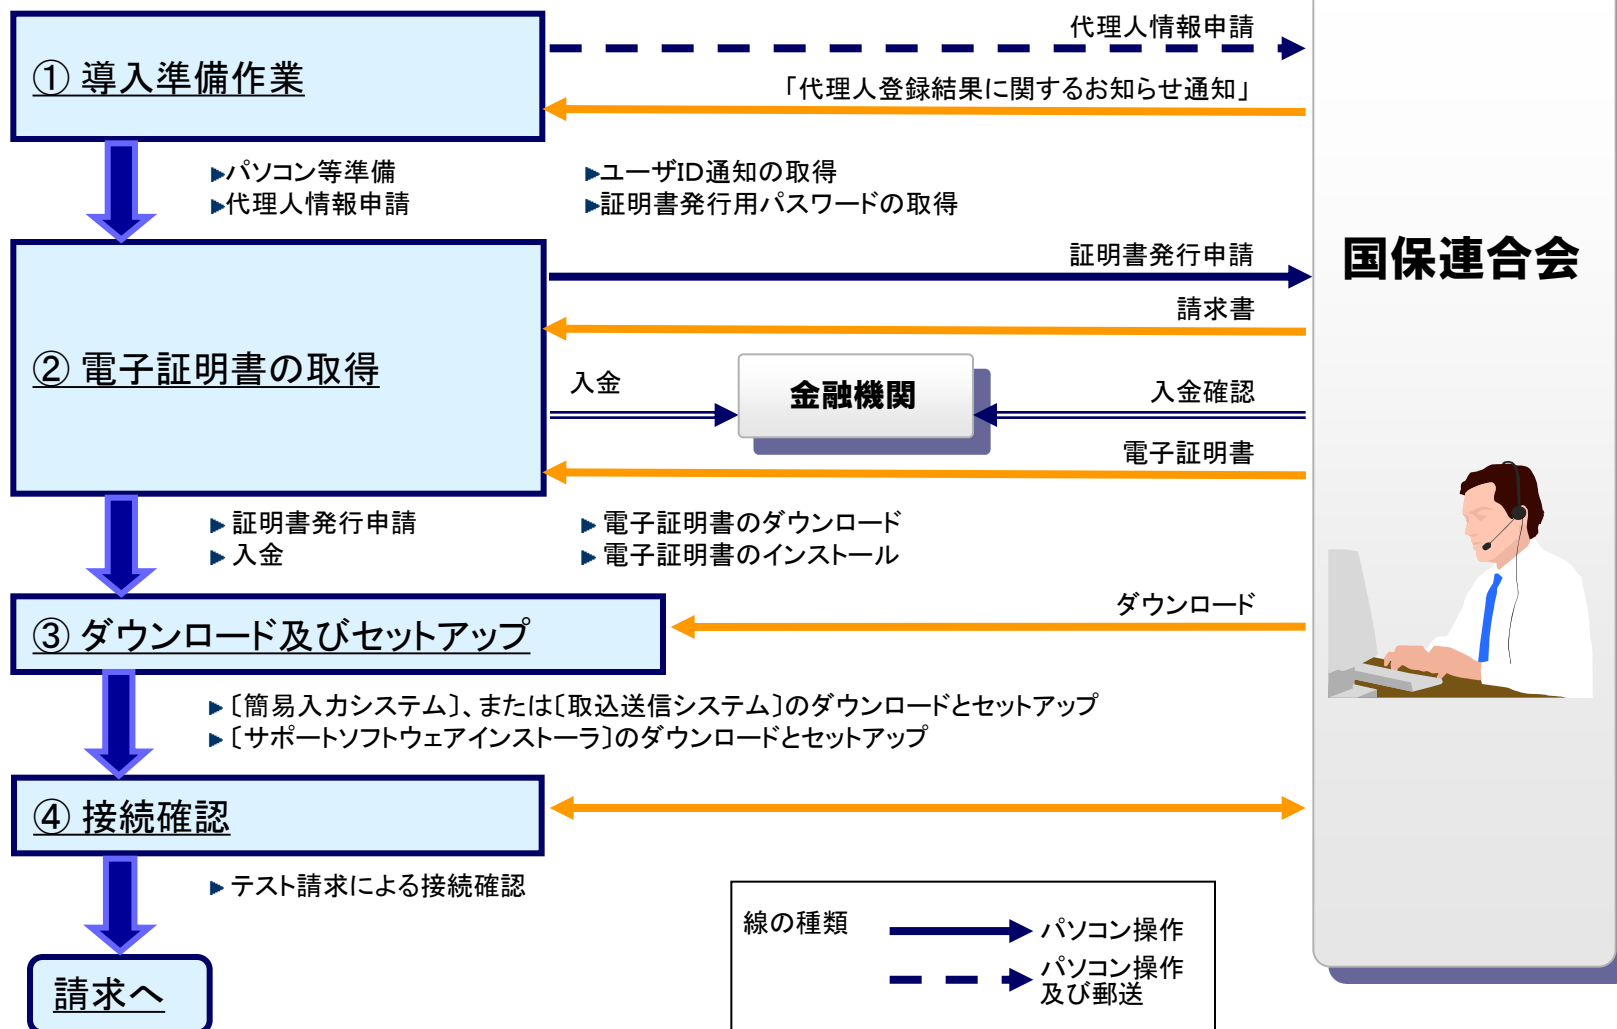 代理人情報申請
① 導入準備作業
「代理人登録結果に関するお知らせ通知」
パソコン等準備
代理人情報申請
ユーザID通知の取得
証明書発行用パスワードの取得
国保連合会
証明書発行申請
請求書
② 電子証明書の取得
入金
金融機関
入金確認
電子証明書
証明書発行申請
入金
電子証明書のダウンロード
電子証明書のインストール
ダウンロード
③ ダウンロード及びセットアップ
〔簡易入力システム〕、または〔取込送信システム〕のダウンロードとセットアップ
〔サポートソフトウェアインストーラ〕のダウンロードとセットアップ
④ 接続確認
テスト請求による接続確認
線の種類
パソコン操作
パソコン操作
及び郵送
請求へ